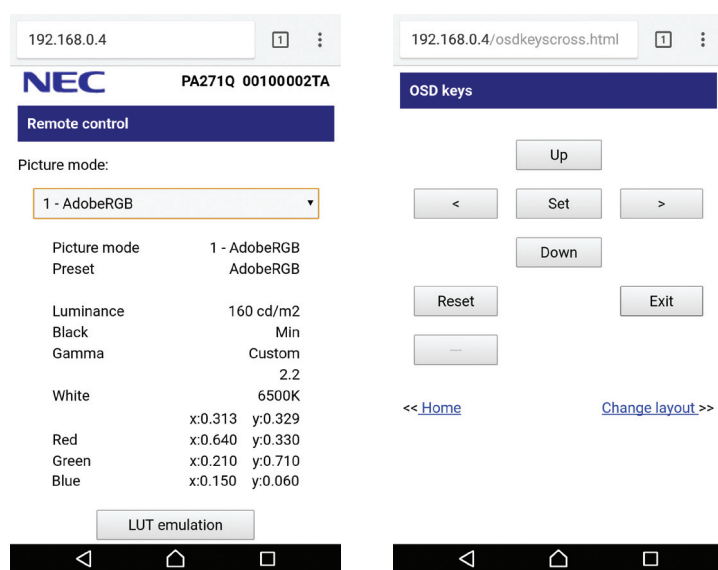 192.168.0.4
1
NEC
PA271Q 00100002TA
Remote control
Picture mode:
1 - AdobeRGB
Picture mode 1 - AdobeRGB
Preset AdobeRGB
Luminance 160 cd/m2
Black Min
Gamma Custom
2.2
White 6500K
x:0.313 y:0.329
Red x:0.640 y:0.330
Green x:0.210 y:0.710
Blue x:0.150 y:0.060
LUT emulation
192.168.0.4/osdkeyscross.html
1
OSD keys
Up
< Set >
Down
Reset Exit
---
<< Home Change layout >>